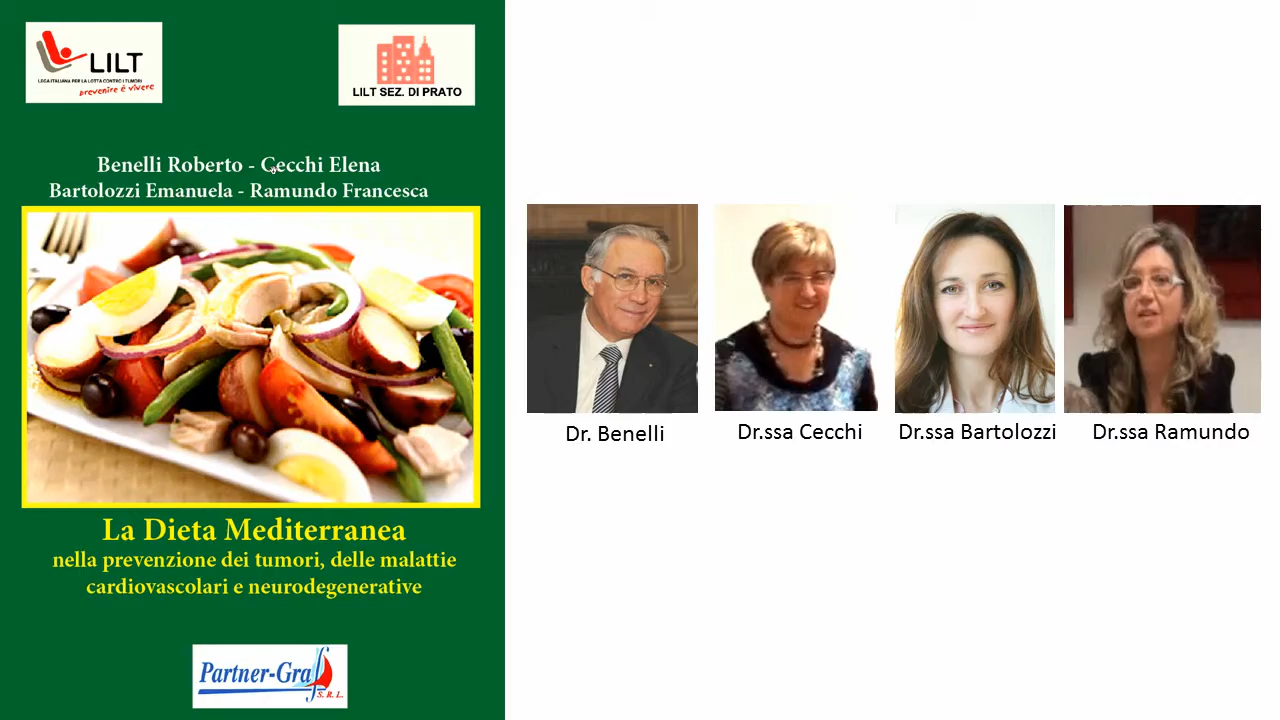 LILT
LEGA ITALIANA PER LA LOTTA CONTRO I TUMORI
prevenire è vivere
LILT SEZ. DI PRATO
Benelli Roberto - Cecchi Elena
Bartolozzi Emanuela - Ramundo Francesca
La Dieta Mediterranea
nella prevenzione dei tumori, delle malattie
cardiovascolari e neurodegenerative
Partner-Graf
S.R.L.
Dr. Benelli
Dr.ssa Cecchi
Dr.ssa Bartolozzi
Dr.ssa Ramundo